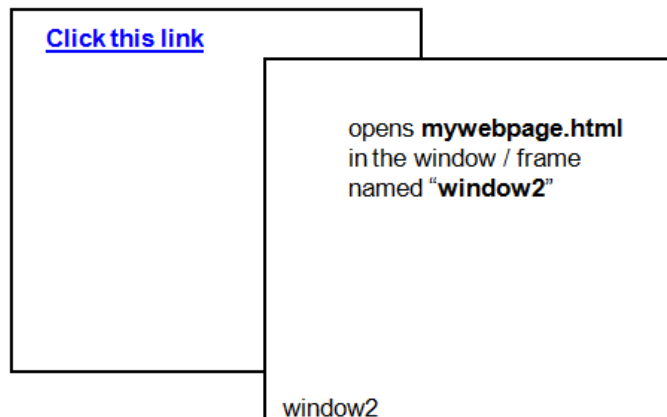 Click this link
opens mywebpage.html
in the window / frame
named “window2”
window2